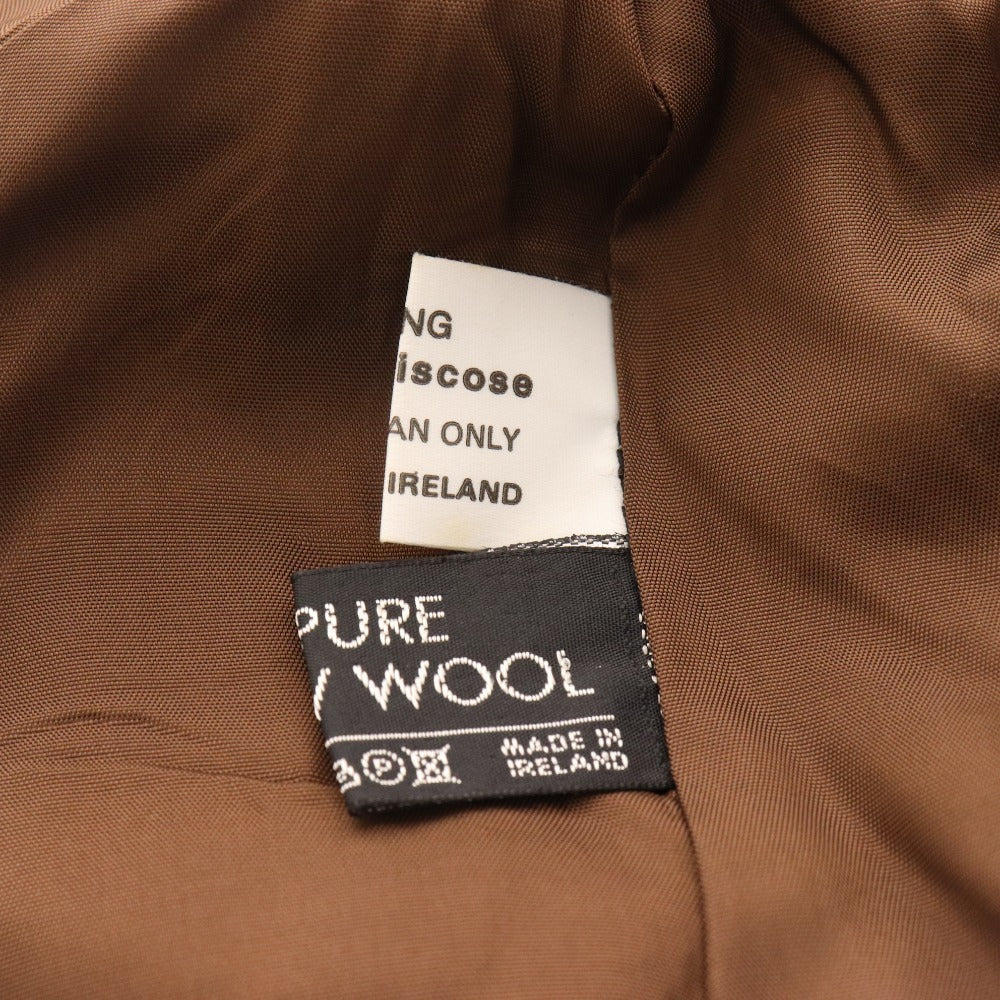 NG
iscose
AN ONLY
IRELAND
PURE
WOOL
P
MADE IN
IRELAND